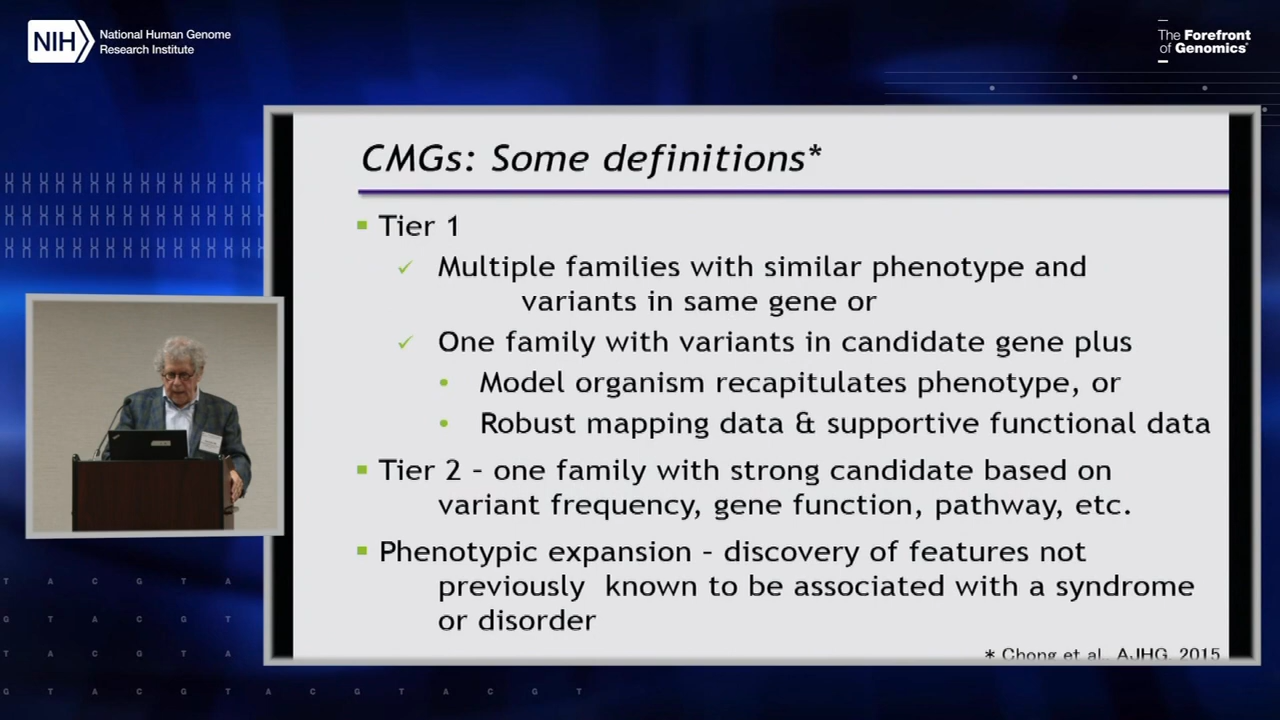 NIH
National Human Genome
Research Institute
The Forefront
of Genomics®
CMGs: Some definitions*
Tier 1
Multiple families with similar phenotype and
variants in same gene or
One family with variants in candidate gene plus
Model organism recapitulates phenotype, or
Robust mapping data & supportive functional data
Tier 2 – one family with strong candidate based on
variant frequency, gene function, pathway, etc.
Phenotypic expansion – discovery of features not
previously known to be associated with a syndrome
or disorder
* Chong et al. AJHG, 2015
T A C G T A
G T A C G T
T A C G T A
G T A C G T A C G T A C G T